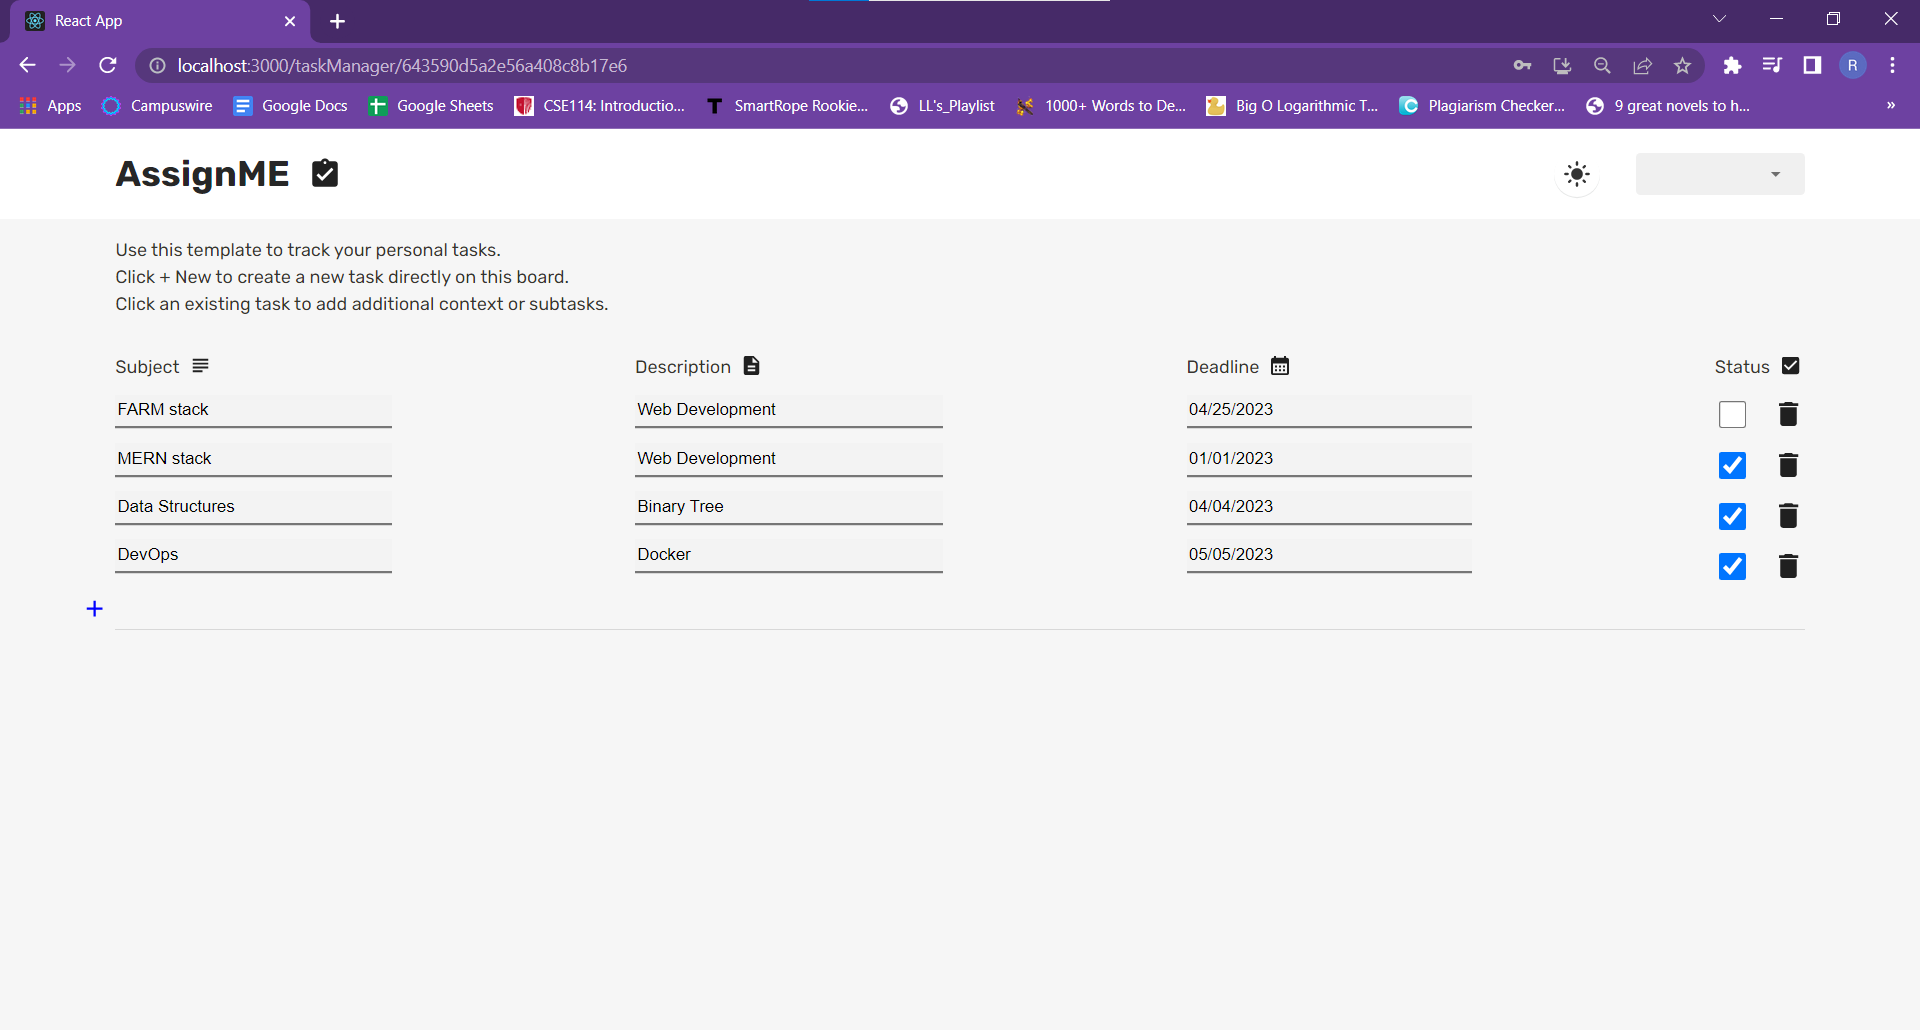 React App
localhost:3000/taskManager/643590d5a2e56a408c8b17e6
R
Apps Campuswire Google Docs Google Sheets CSE114: Introductio... SmartRope Rookie... LL's_Playlist 1000+ Words to De... Big O Logarithmic T... Plagiarism Checker... 9 great novels to h... »
AssignME
Use this template to track your personal tasks.
Click + New to create a new task directly on this board.
Click an existing task to add additional context or subtasks.
Subject Description Deadline Status
FARM stack Web Development 04/25/2023
MERN stack Web Development 01/01/2023
Data Structures Binary Tree 04/04/2023
DevOps Docker 05/05/2023
+